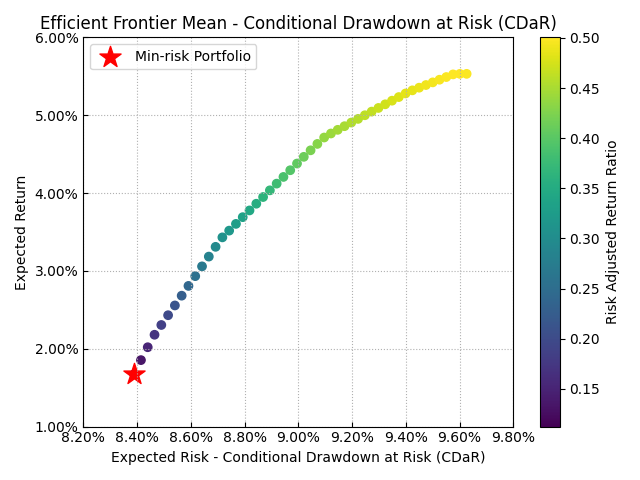 Efficient Frontier Mean - Conditional Drawdown at Risk (CDaR)
Min-risk Portfolio
6.00%
5.00%
4.00%
3.00%
2.00%
1.00%
Expected Return
8.20% 8.40% 8.60% 8.80% 9.00% 9.20% 9.40% 9.60% 9.80%
Expected Risk - Conditional Drawdown at Risk (CDaR)
0.50
0.45
0.40
0.35
0.30
0.25
0.20
0.15
Risk Adjusted Return Ratio